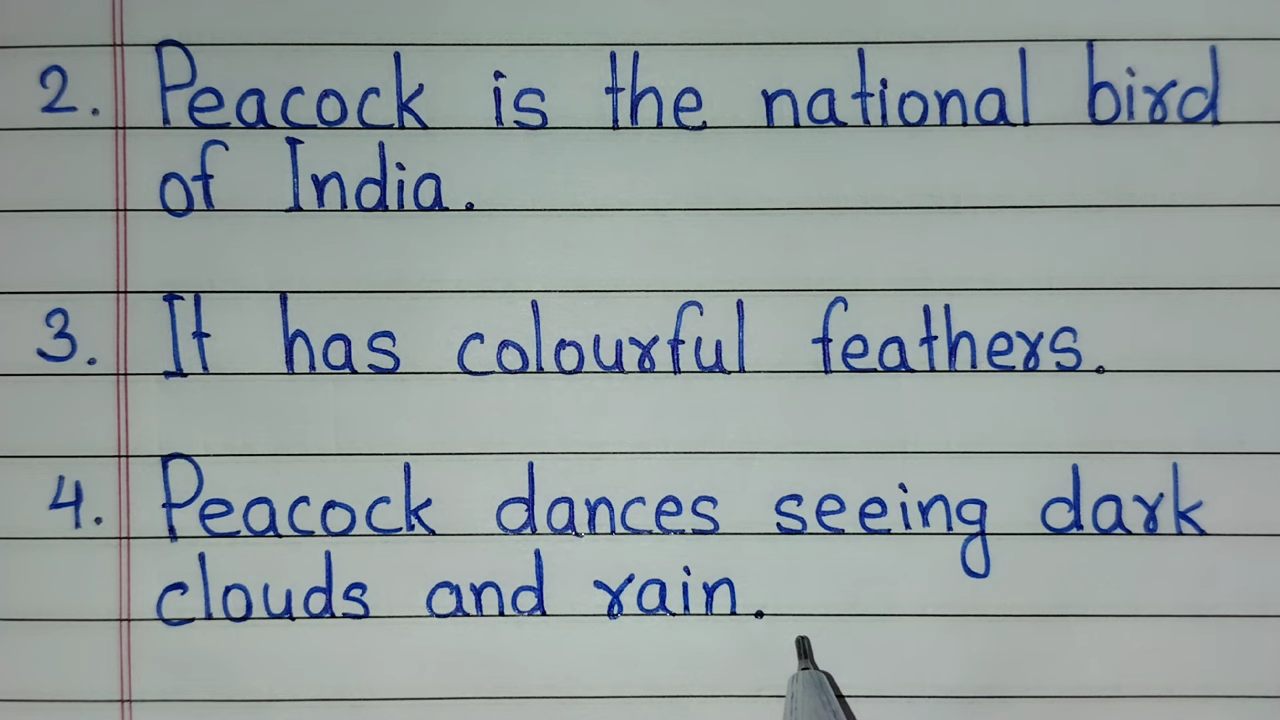 2. Peacock is the national bird
of India.
3. It has colourful feathers.
4. Peacock dances seeing dark
clouds and rain.